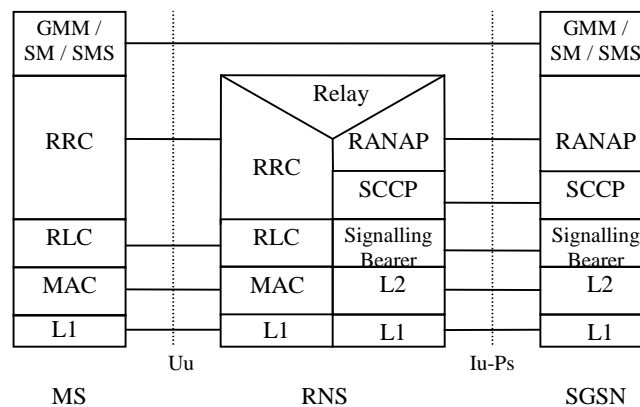 GMM /
SM / SMS
GMM /
SM / SMS
Relay
RRC
RRC
RANAP
RANAP
SCCP
SCCP
RLC
RLC
Signalling
Bearer
Signalling
Bearer
MAC
MAC
L2
L2
L1
L1
L1
L1
Uu
Iu-Ps
MS
RNS
SGSN